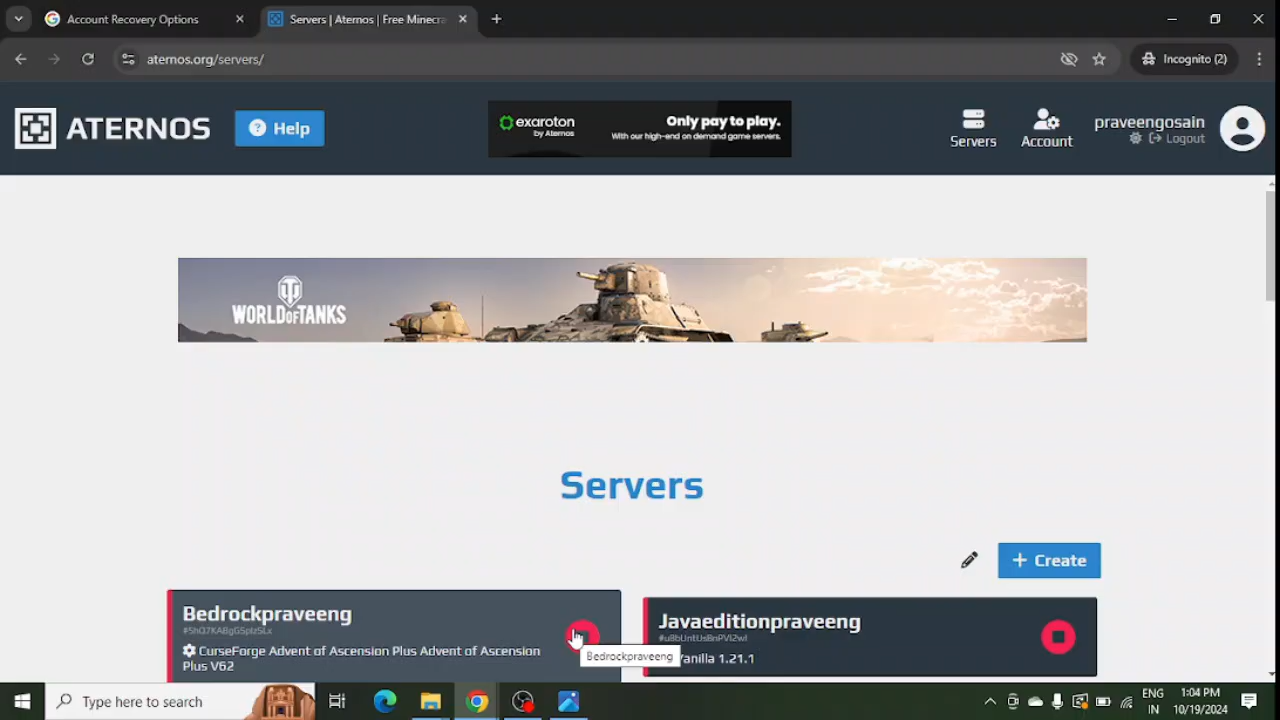 Account Recovery Options
Servers | Aternos | Free Minecra
aternos.org/servers/
Incognito (2)
ATERNOS
Help
exaroton
by Aternos
Only pay to play.
With our high-end on demand game servers.
Servers
Account
praveengosain
Logout
WORLD OF TANKS
Servers
+ Create
Bedrockpraveeng
CurseForge Advent of Ascension Plus Advent of Ascension
Plus V62
Bedrockpraveeng
Javaeditionpraveeng
Vanilla 1.21.1
Type here to search
ENG
IN
1:04 PM
10/19/2024